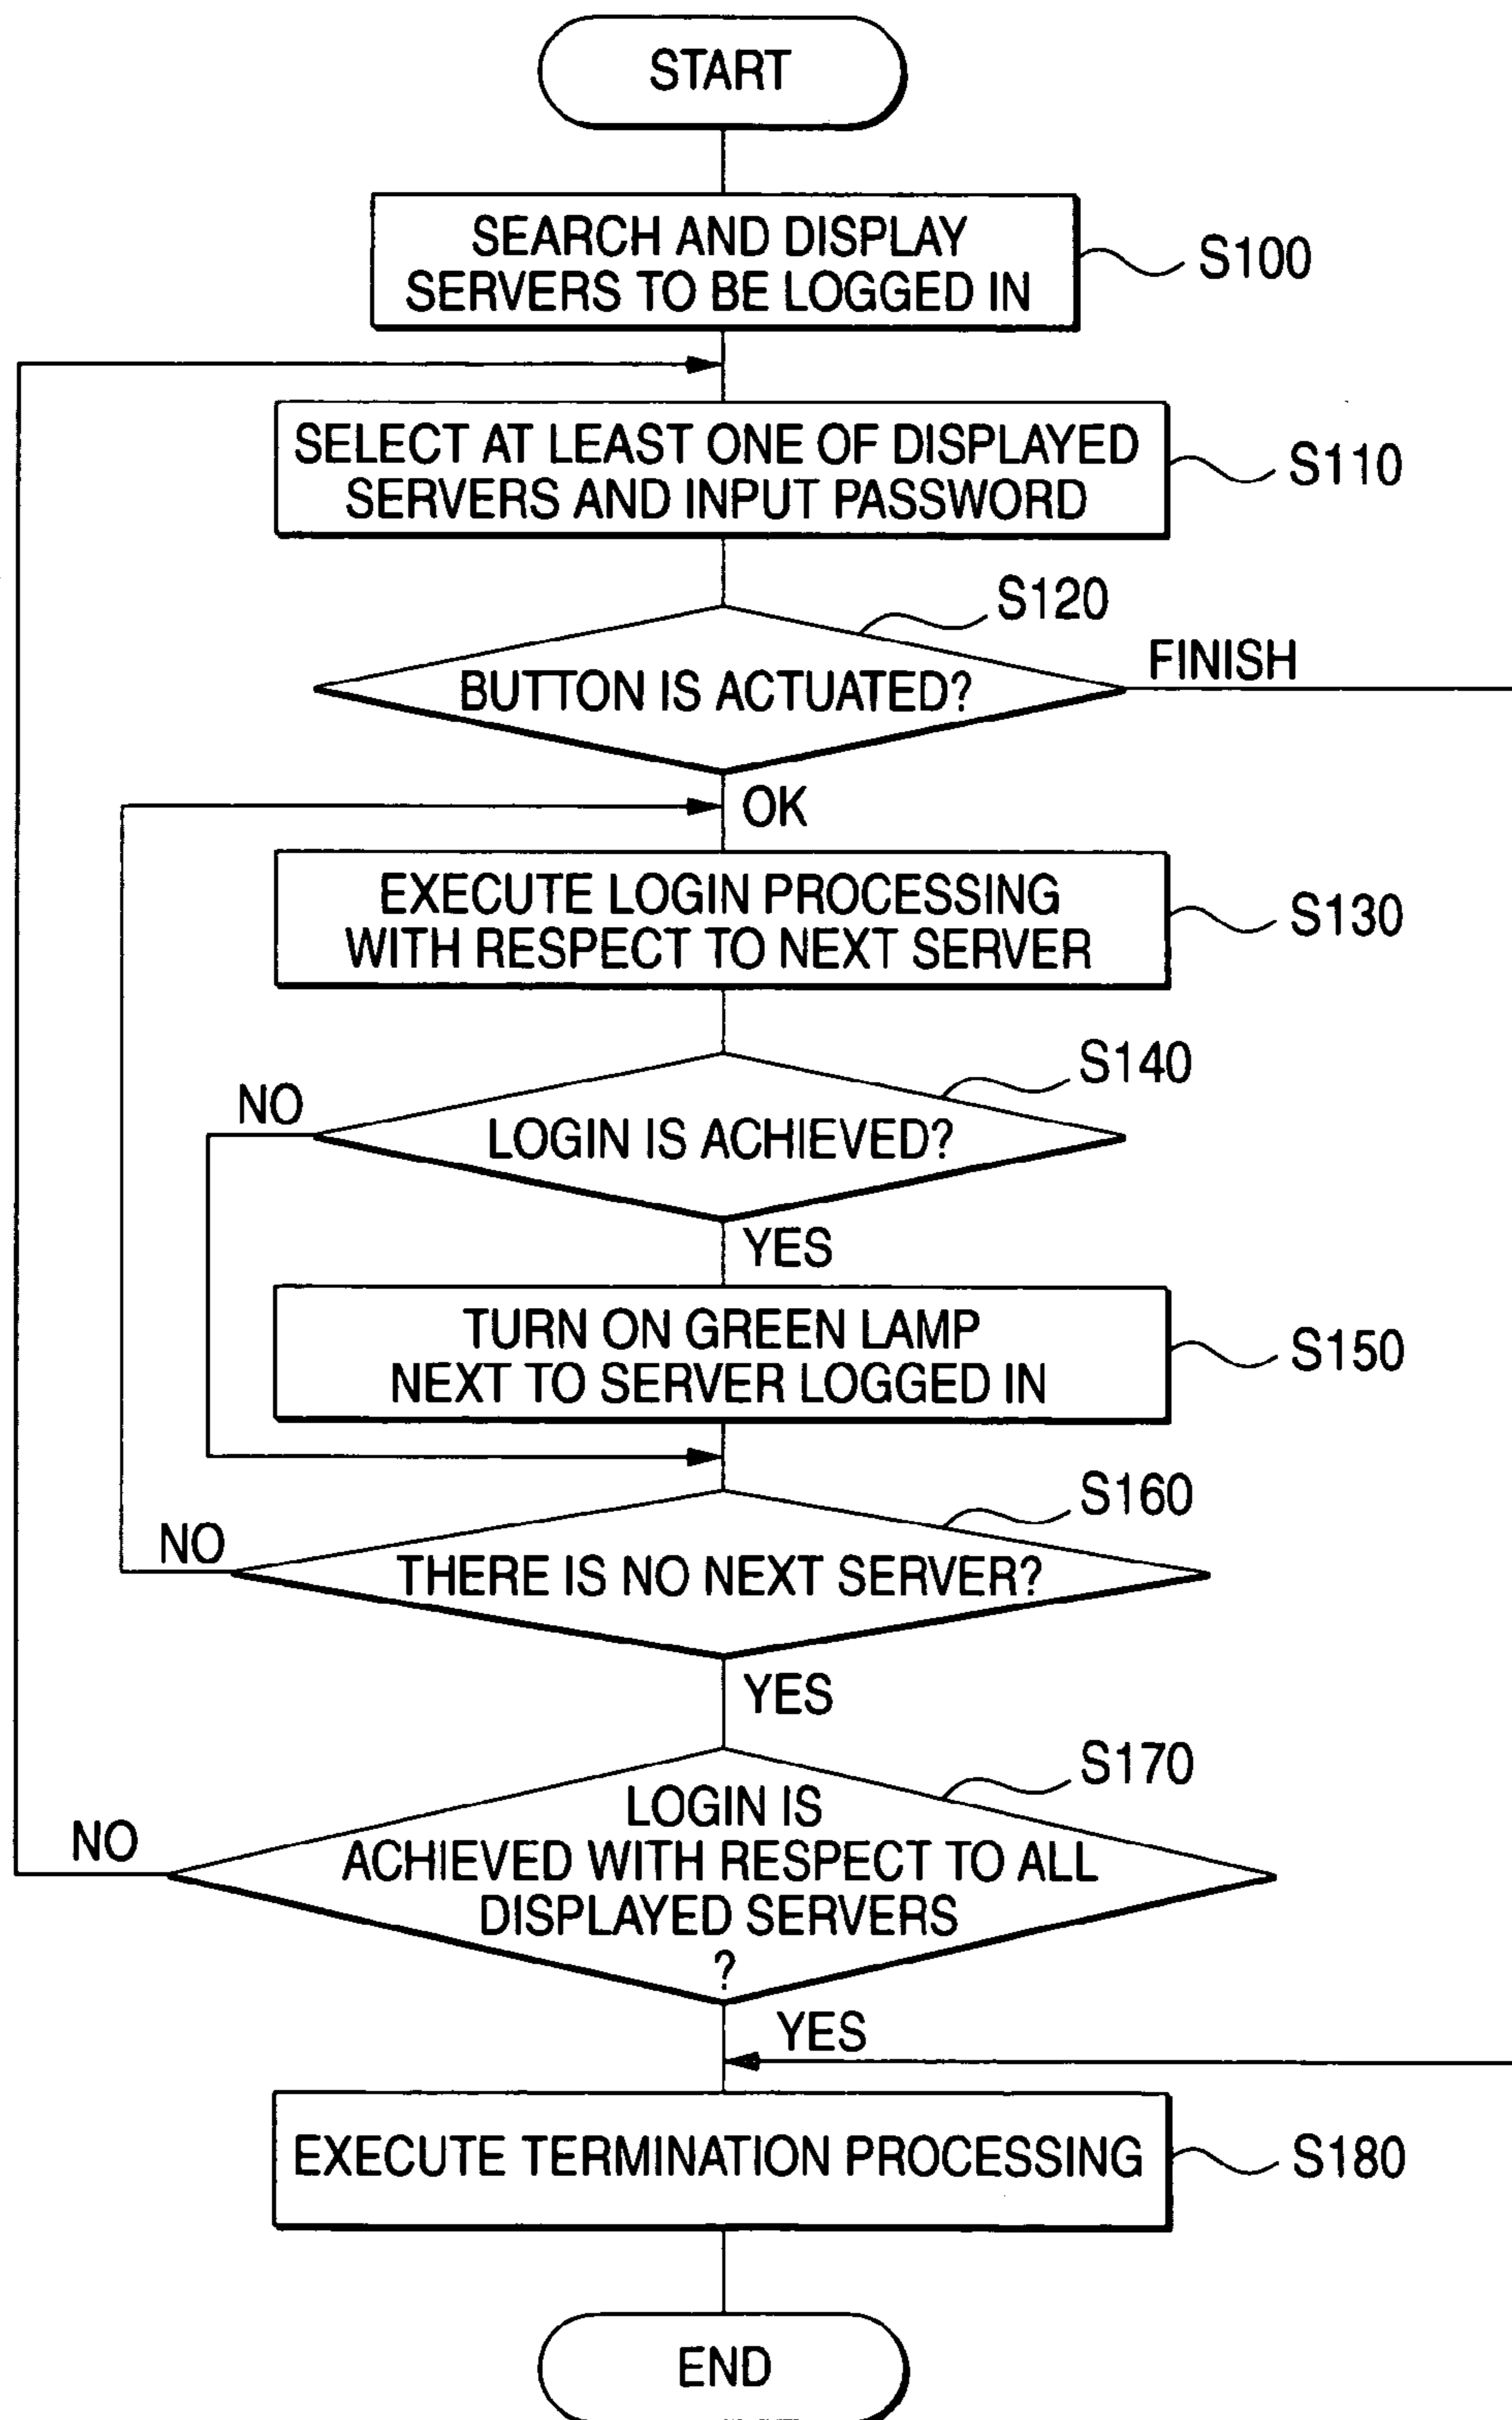 START
SEARCH AND DISPLAY
SERVERS TO BE LOGGED IN
S100
SELECT AT LEAST ONE OF DISPLAYED
SERVERS AND INPUT PASSWORD
S110
S120
BUTTON IS ACTUATED?
FINISH
OK
EXECUTE LOGIN PROCESSING
WITH RESPECT TO NEXT SERVER
S130
S140
NO
LOGIN IS ACHIEVED?
YES
TURN ON GREEN LAMP
NEXT TO SERVER LOGGED IN
S150
S160
NO
THERE IS NO NEXT SERVER?
YES
S170
NO
LOGIN IS
ACHIEVED WITH RESPECT TO ALL
DISPLAYED SERVERS
?
YES
EXECUTE TERMINATION PROCESSING
S180
END